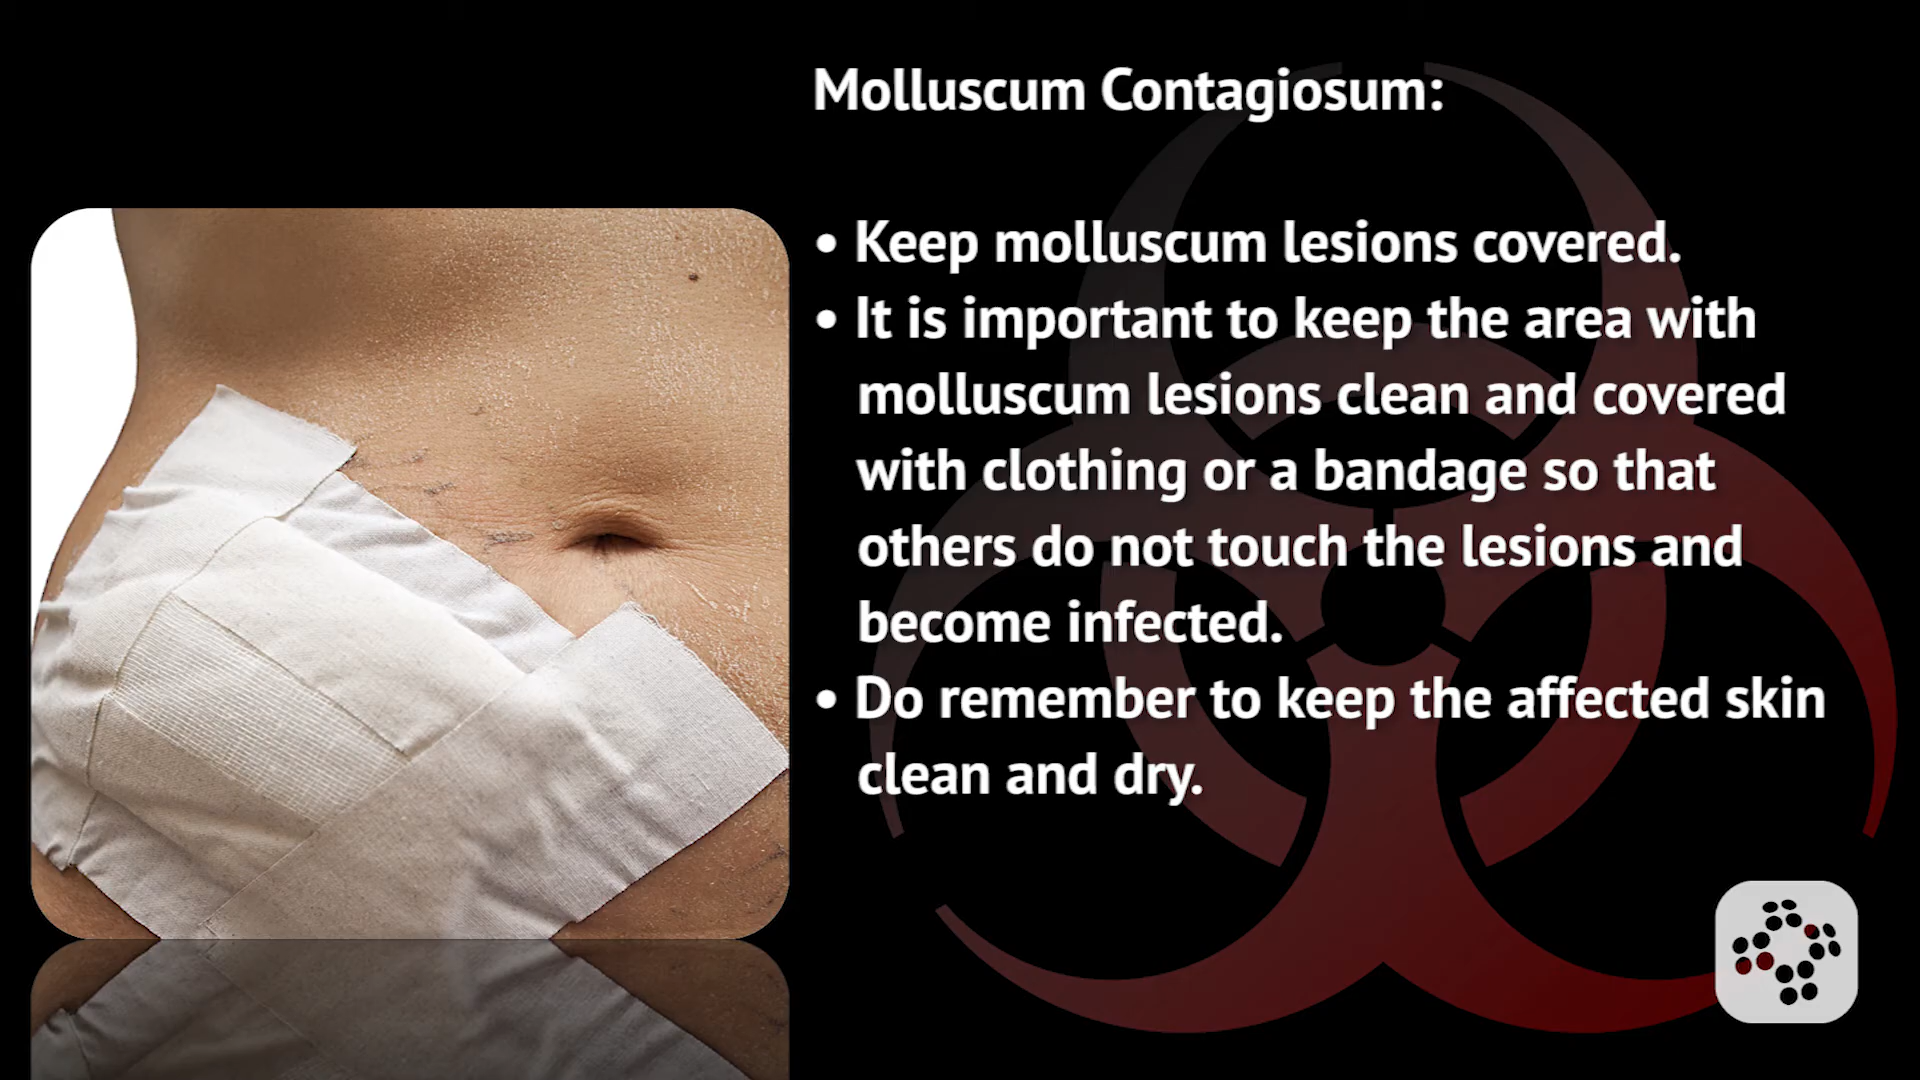 Molluscum Contagiosum:
• Keep molluscum lesions covered.
• It is important to keep the area with
molluscum lesions clean and covered
with clothing or a bandage so that
others do not touch the lesions and
become infected.
• Do remember to keep the affected skin
clean and dry.